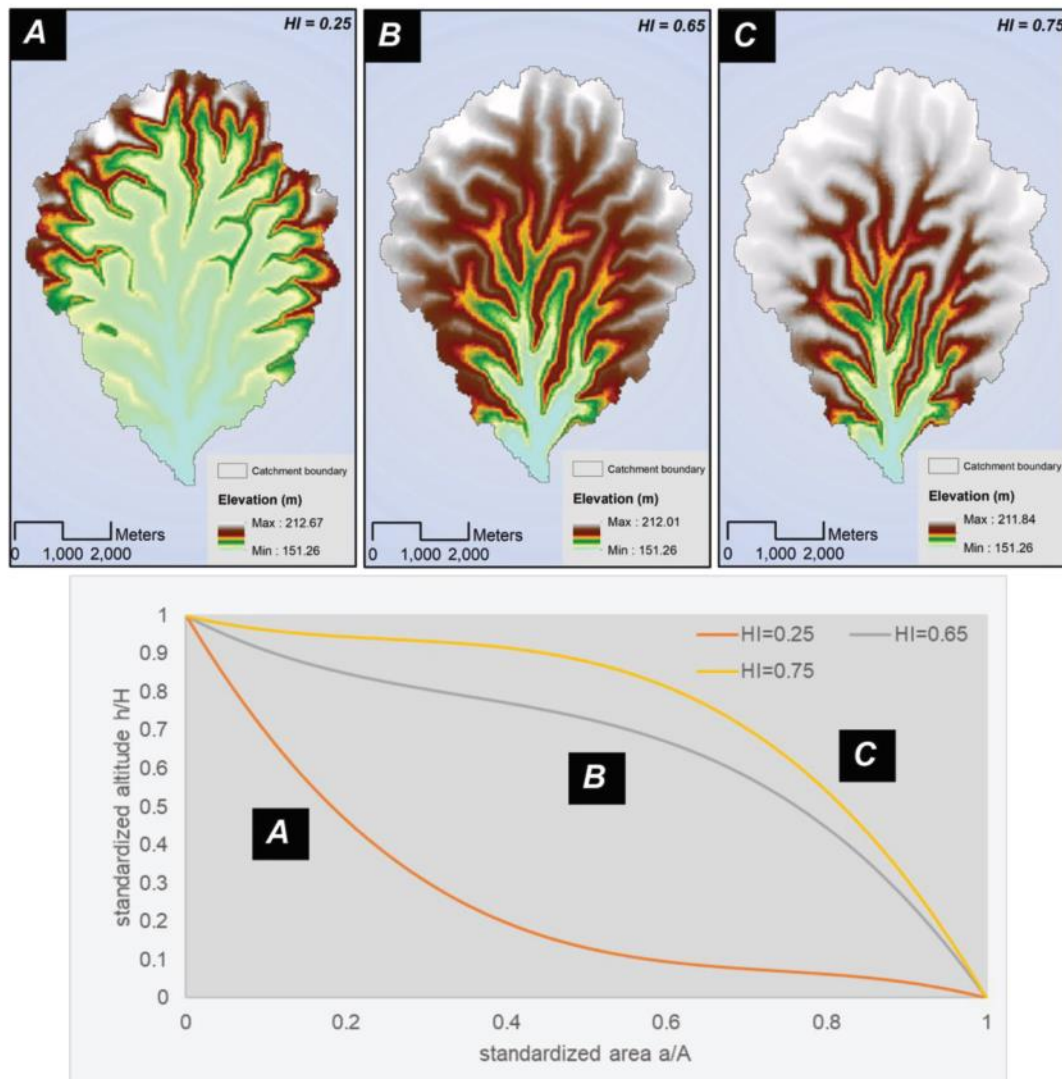 A
HI = 0.25
Catchment boundary
Elevation (m)
Max : 212.67
Min : 151.26
Meters
0 1,000 2,000
B
HI = 0.65
Catchment boundary
Elevation (m)
Max : 212.01
Min : 151.26
Meters
0 1,000 2,000
C
HI = 0.75
Catchment boundary
Elevation (m)
Max : 211.84
Min : 151.26
Meters
0 1,000 2,000
standardized altitude h/H
1
0.9
0.8
0.7
0.6
0.5
0.4
0.3
0.2
0.1
0
HI=0.25 HI=0.65
HI=0.75
A
B
C
0 0.2 0.4 0.6 0.8 1
standardized area a/A